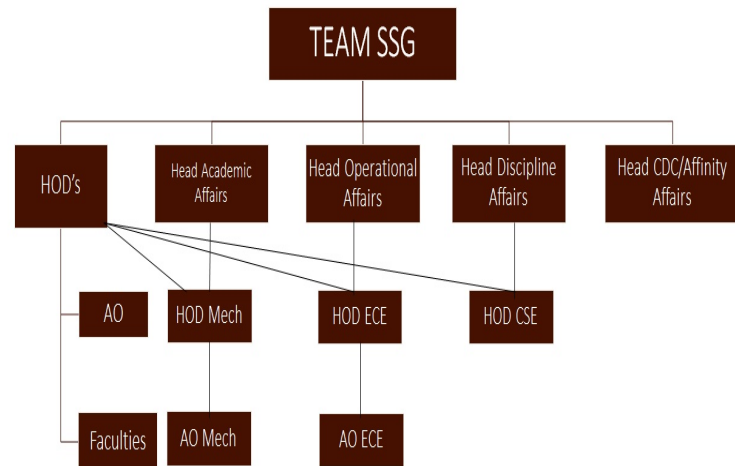 TEAM SSG
HOD's
Head Academic
Affairs
Head Operational
Affairs
Head Discipline
Affairs
Head CDC/Affinity
Affairs
AO
HOD Mech
HOD ECE
HOD CSE
Faculties
AO Mech
AO ECE